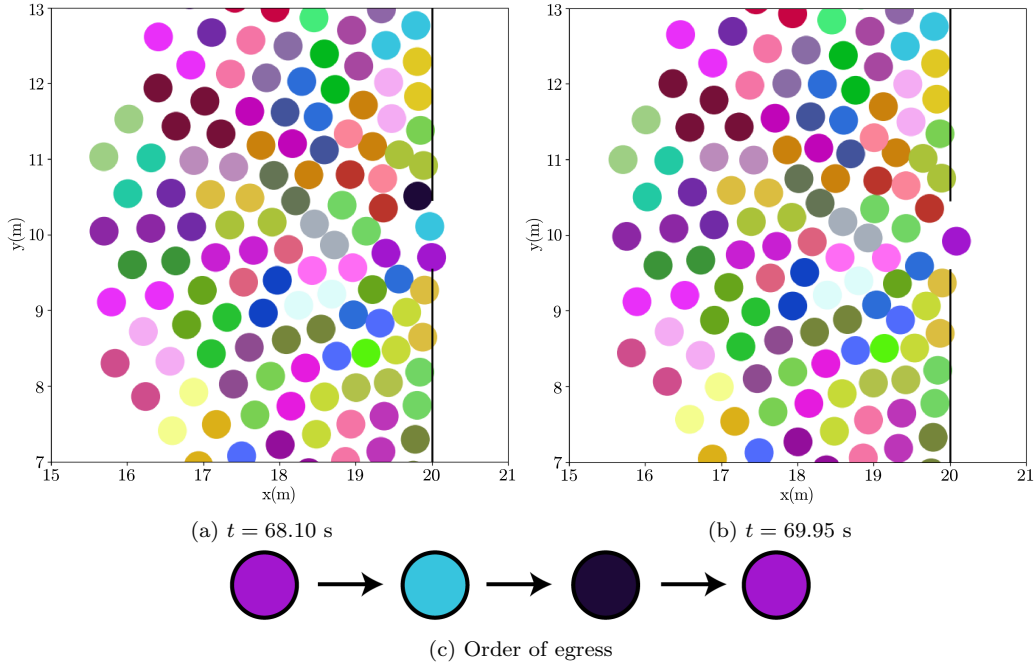 13
12
11
10
9
8
7
y(m)
15 16 17 18 19 20 21
x(m)
(a) t = 68.10 s
13
12
11
10
9
8
7
y(m)
15 16 17 18 19 20 21
x(m)
(b) t = 69.95 s
(c) Order of egress